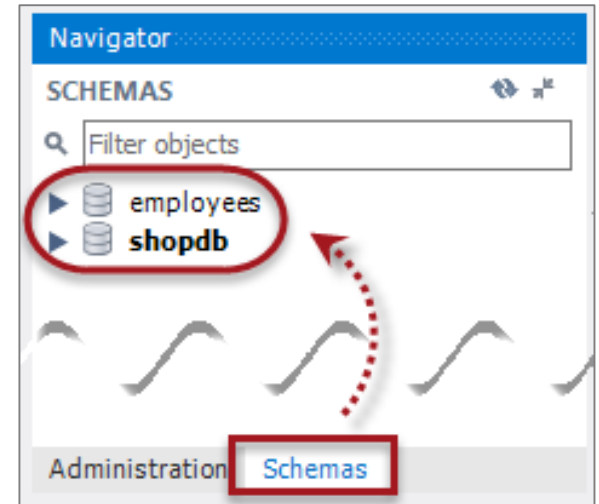 Navigator
SCHEMAS
Filter objects
employees
shopdb
Administration Schemas